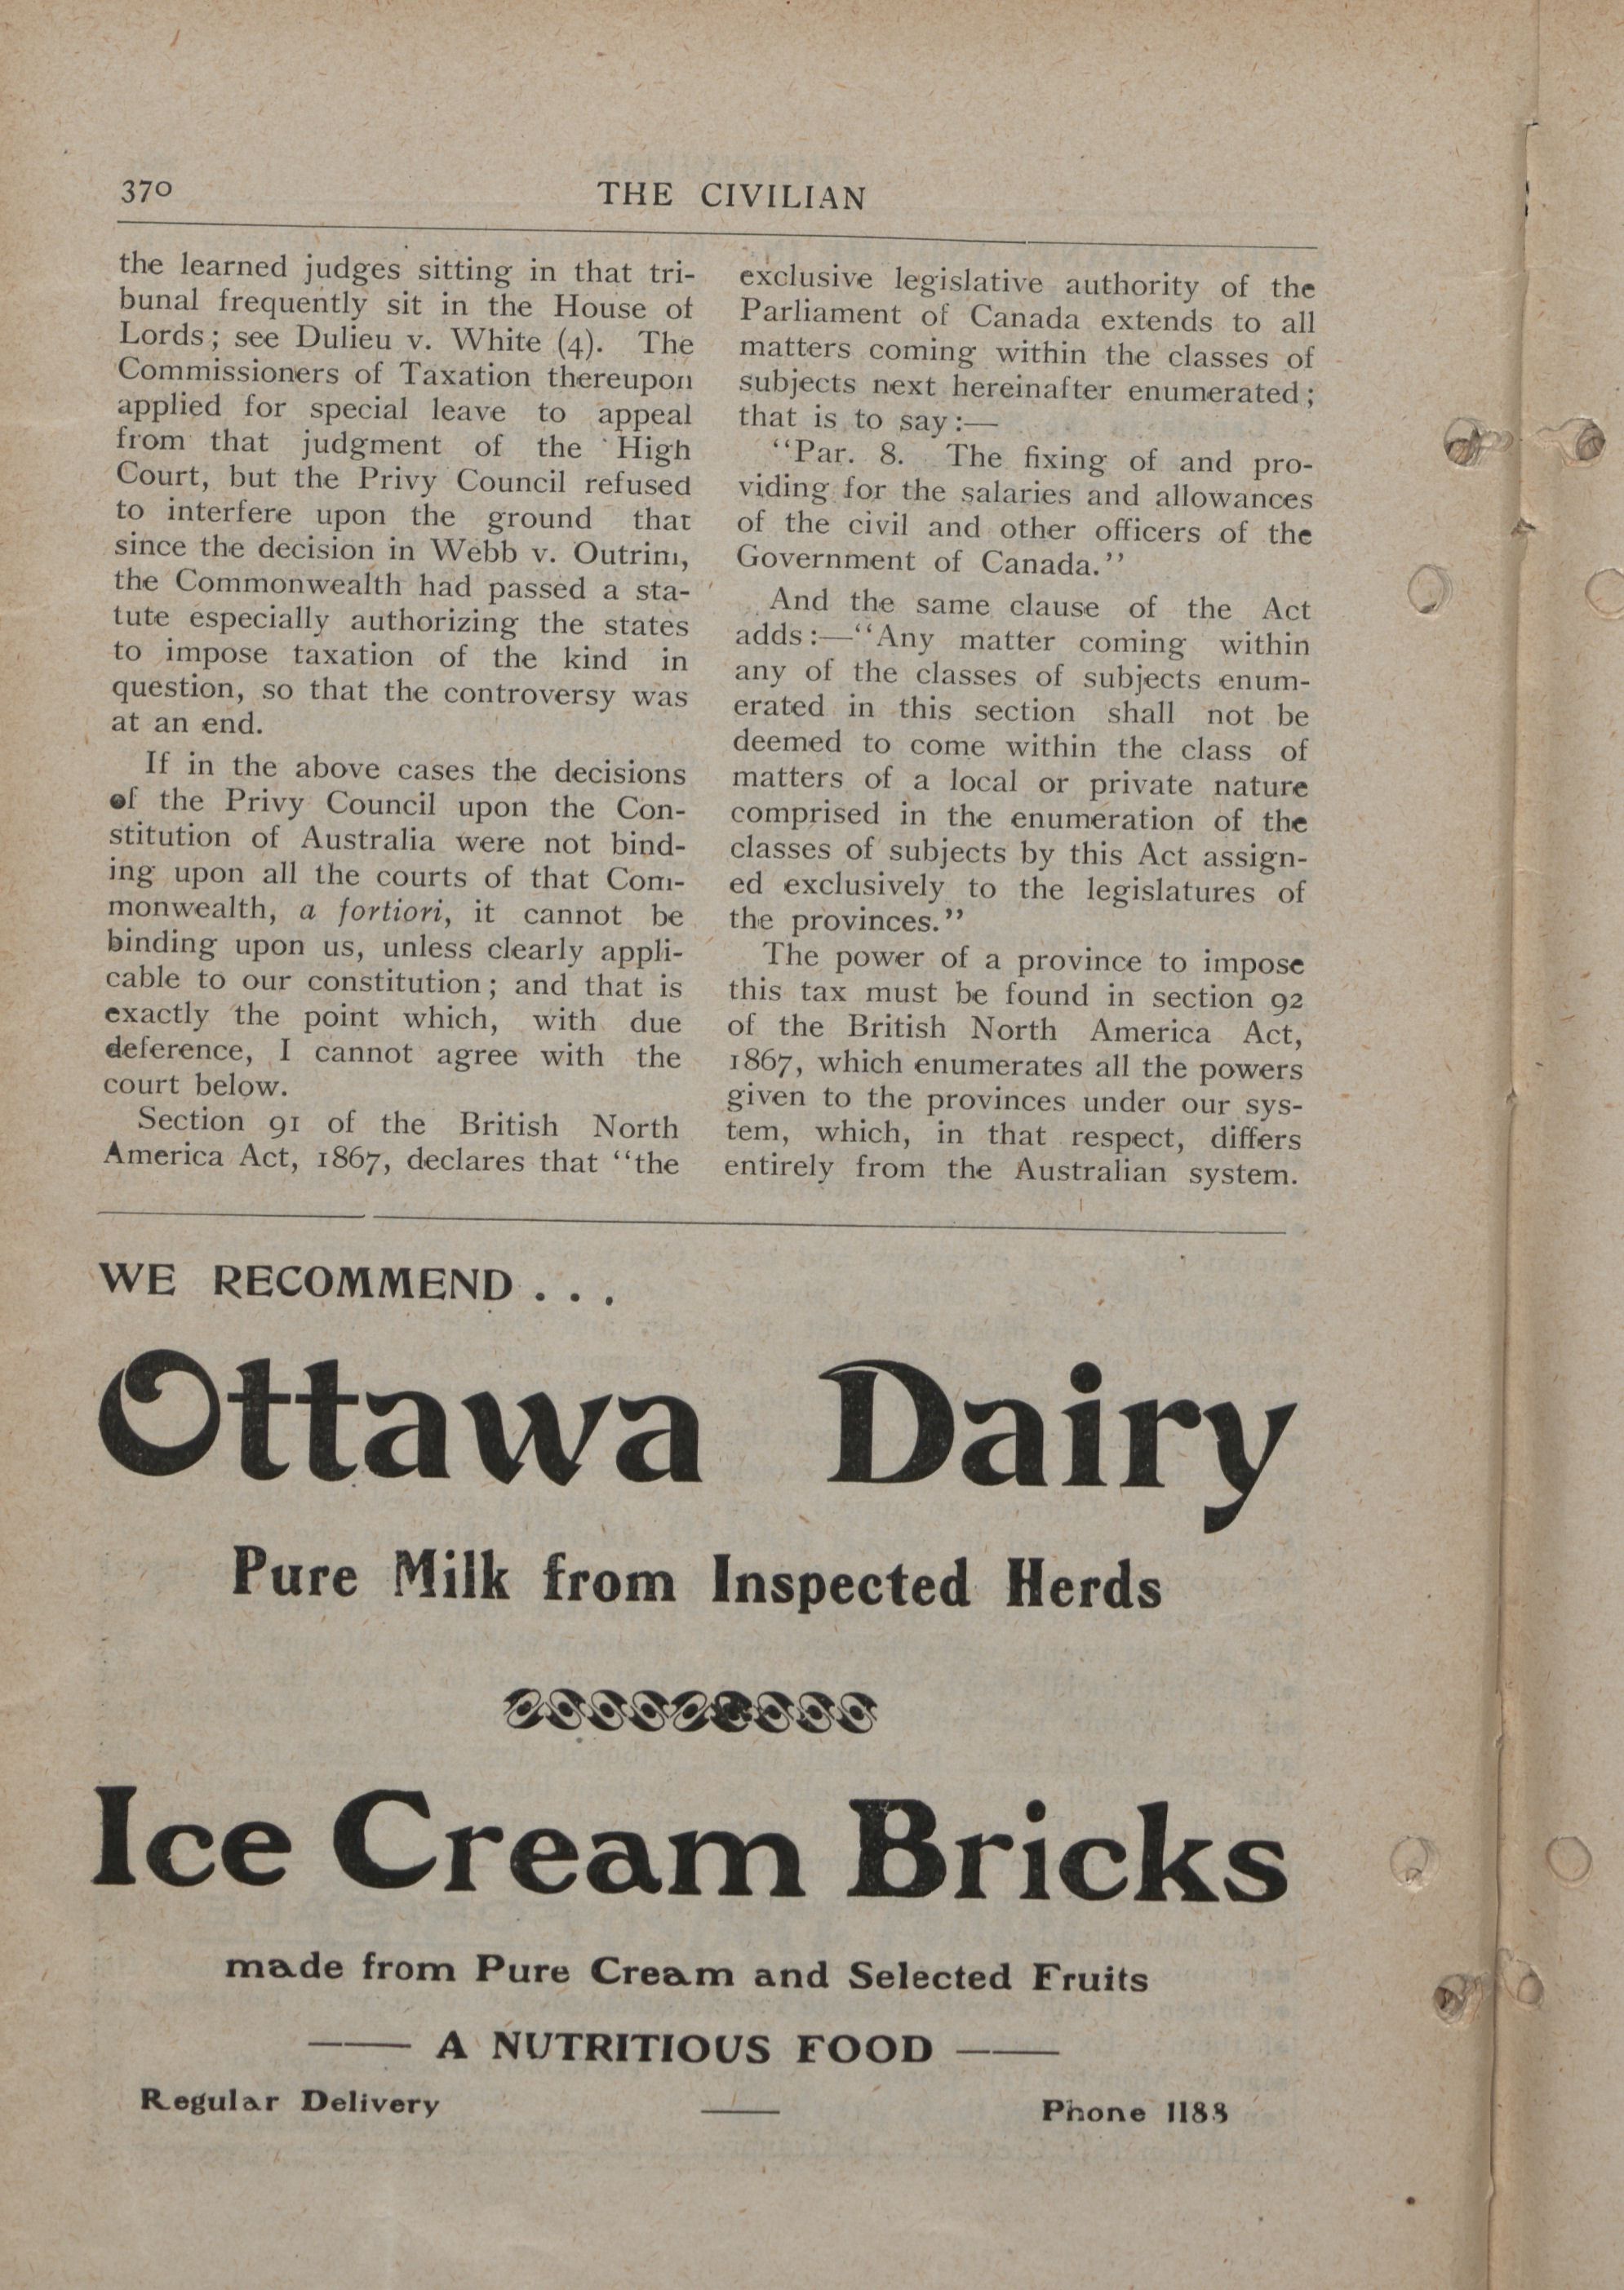 370
THE CIVILIAN
the learned judges sitting in that tri-
bunal frequently sit in the House of
Lords; see Dulieu v. White (4). The
Commissioners of Taxation thereupon
applied for special leave to appeal
from that judgment of the High
Court, but the Privy Council refused
to interfere upon the ground that
since the decision in Webb v. Outrim,
the Commonwealth had passed a sta-
tute especially authorizing the states
to impose taxation of the kind in
question, so that the controversy was
at an end.
If in the above cases the decisions
of the Privy Council upon the Con-
stitution of Australia were not bind-
ing upon all the courts of that Com-
monwealth, a fortiori, it cannot be
binding upon us, unless clearly appli-
cable to our constitution; and that is
exactly the point which, with due
deference, I cannot agree with the
court below.
Section 91 of the British North
America Act, 1867, declares that "the
exclusive legislative authority of the
Parliament of Canada extends to all
matters coming within the classes of
subjects next hereinafter enumerated;
that is to say:—
"Par. 8. The fixing of and pro-
viding for the salaries and allowances
of the civil and other officers of the
Government of Canada."
And the same clause of the Act
adds:—"Any matter coming within
any of the classes of subjects enum-
erated in this section shall not be
deemed to come within the class of
matters of a local or private nature
comprised in the enumeration of the
classes of subjects by this Act assign-
ed exclusively to the legislatures of
the provinces."
The power of a province to impose
this tax must be found in section 92
of the British North America Act,
1867, which enumerates all the powers
given to the provinces under our sys-
tem, which, in that respect, differs
entirely from the Australian system.
WE RECOMMEND . . .
Ottawa Dairy
Pure Milk from Inspected Herds
Ice Cream Bricks
made from Pure Cream and Selected Fruits
—— A NUTRITIOUS FOOD ——
Regular Delivery — Phone 1188